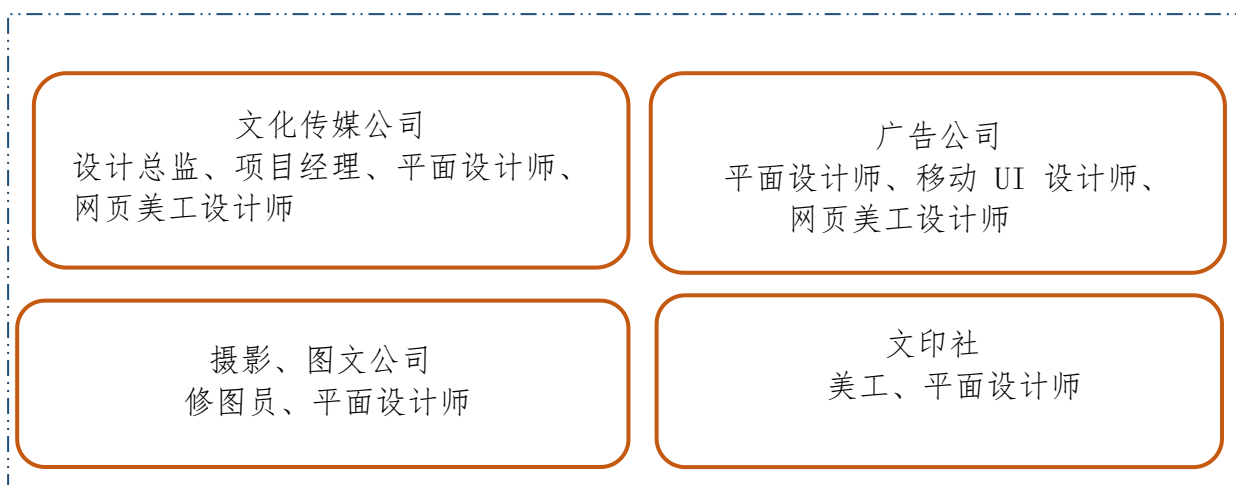 文化传媒公司
设计总监、项目经理、平面设计师、
网页美工设计师
广告公司
平面设计师、移动 UI 设计师、
网页美工设计师
摄影、图文公司
修图员、平面设计师
文印社
美工、平面设计师